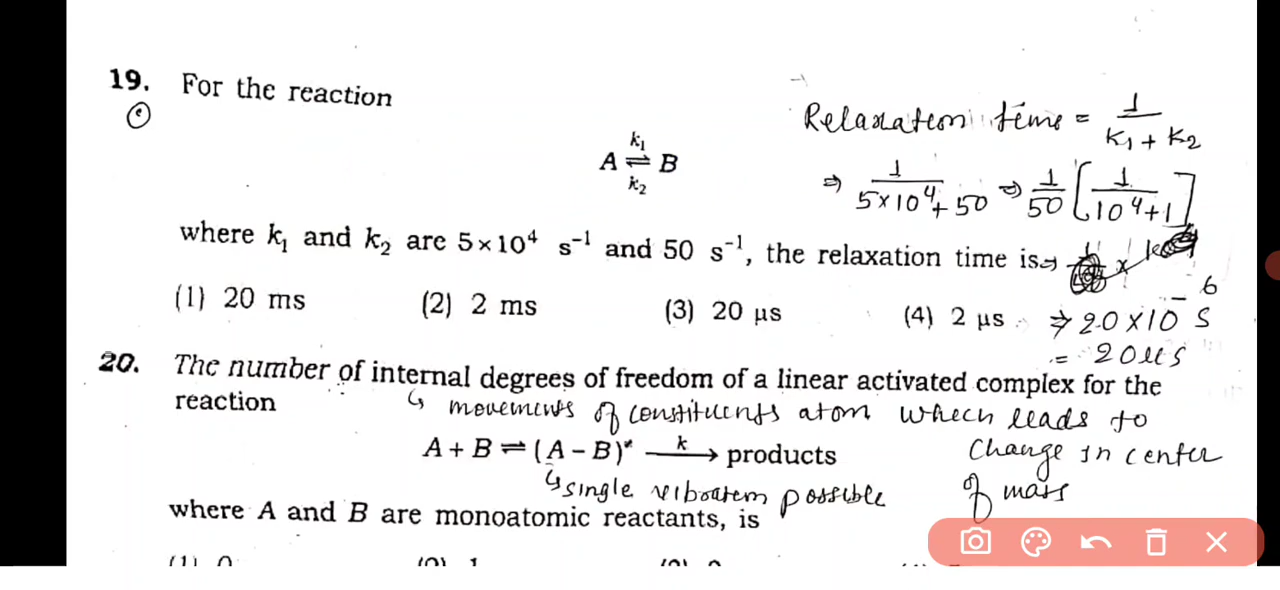 19. For the reaction
A ⇌ B
k₁
k₂
Relaxation time = 1/(k₁ + k₂)
⇒ 1/(5×10⁴ + 50) ⇒ 1/50 [1/(10⁴+1)]
where k₁ and k₂ are 5×10⁴ s⁻¹ and 50 s⁻¹, the relaxation time is
(1) 20 ms (2) 2 ms (3) 20 μs (4) 2 μs
⇒ 20 × 10⁻⁶ s
= 20 μs
20. The number of internal degrees of freedom of a linear activated complex for the
reaction
↳ movements of constituents atom which leads to
change in center
of mass
A + B ⇌ (A – B)* —k→ products
↳ single vibration possible
where A and B are monoatomic reactants, is